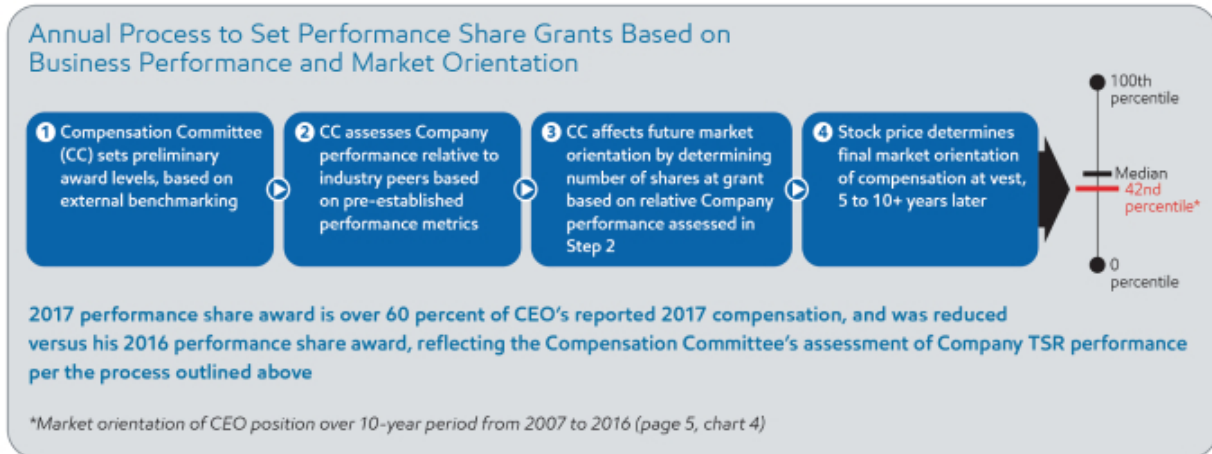 Annual Process to Set Performance Share Grants Based on
Business Performance and Market Orientation
1 Compensation Committee
(CC) sets preliminary
award levels, based on
external benchmarking
2 CC assesses Company
performance relative to
industry peers based
on pre-established
performance metrics
3 CC affects future market
orientation by determining
number of shares at grant
based on relative Company
performance assessed in
Step 2
4 Stock price determines
final market orientation
of compensation at vest,
5 to 10+ years later
100th
percentile
Median
42nd
percentile*
0
percentile
2017 performance share award is over 60 percent of CEO's reported 2017 compensation, and was reduced
versus his 2016 performance share award, reflecting the Compensation Committee's assessment of Company TSR performance
per the process outlined above
*Market orientation of CEO position over 10-year period from 2007 to 2016 (page 5, chart 4)